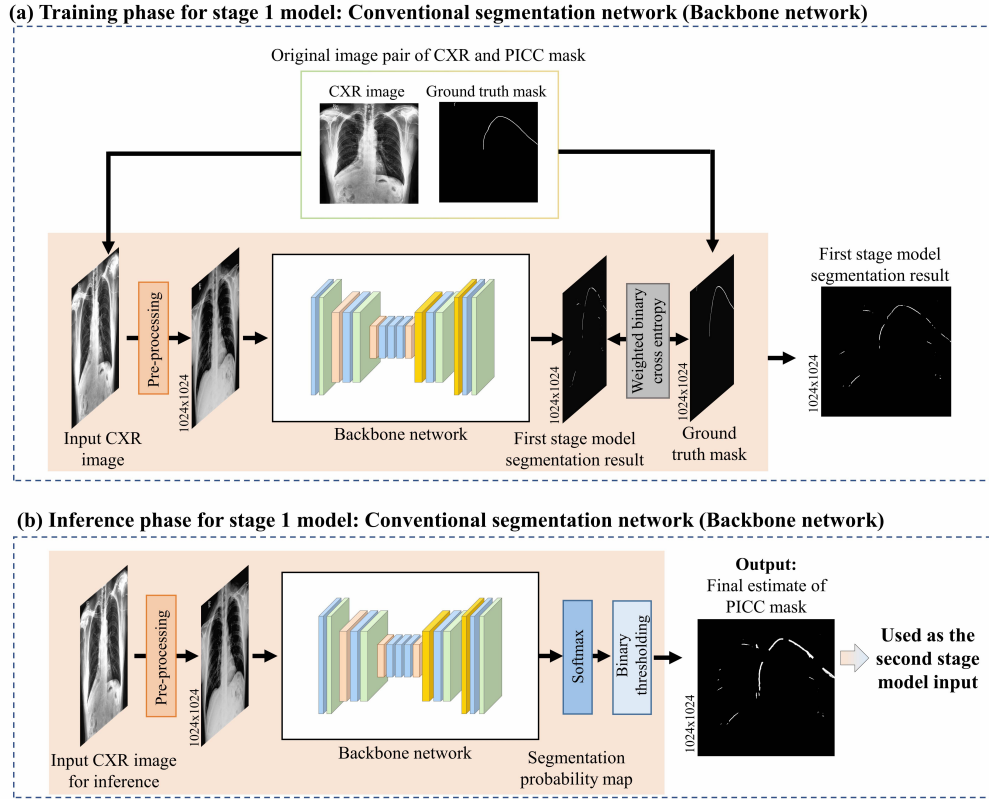 (a) Training phase for stage 1 model: Conventional segmentation network (Backbone network)
Original image pair of CXR and PICC mask
CXR image
Ground truth mask
Pre-processing
1024x1024
Input CXR
image
Backbone network
1024x1024
First stage model
segmentation result
Weighted binary
cross entropy
1024x1024
Ground
truth mask
First stage model
segmentation result
1024x1024
(b) Inference phase for stage 1 model: Conventional segmentation network (Backbone network)
Pre-processing
1024x1024
Input CXR image
for inference
Backbone network
Softmax
Binary
thresholding
Segmentation
probability map
Output:
Final estimate of
PICC mask
1024x1024
Used as the
second stage
model input